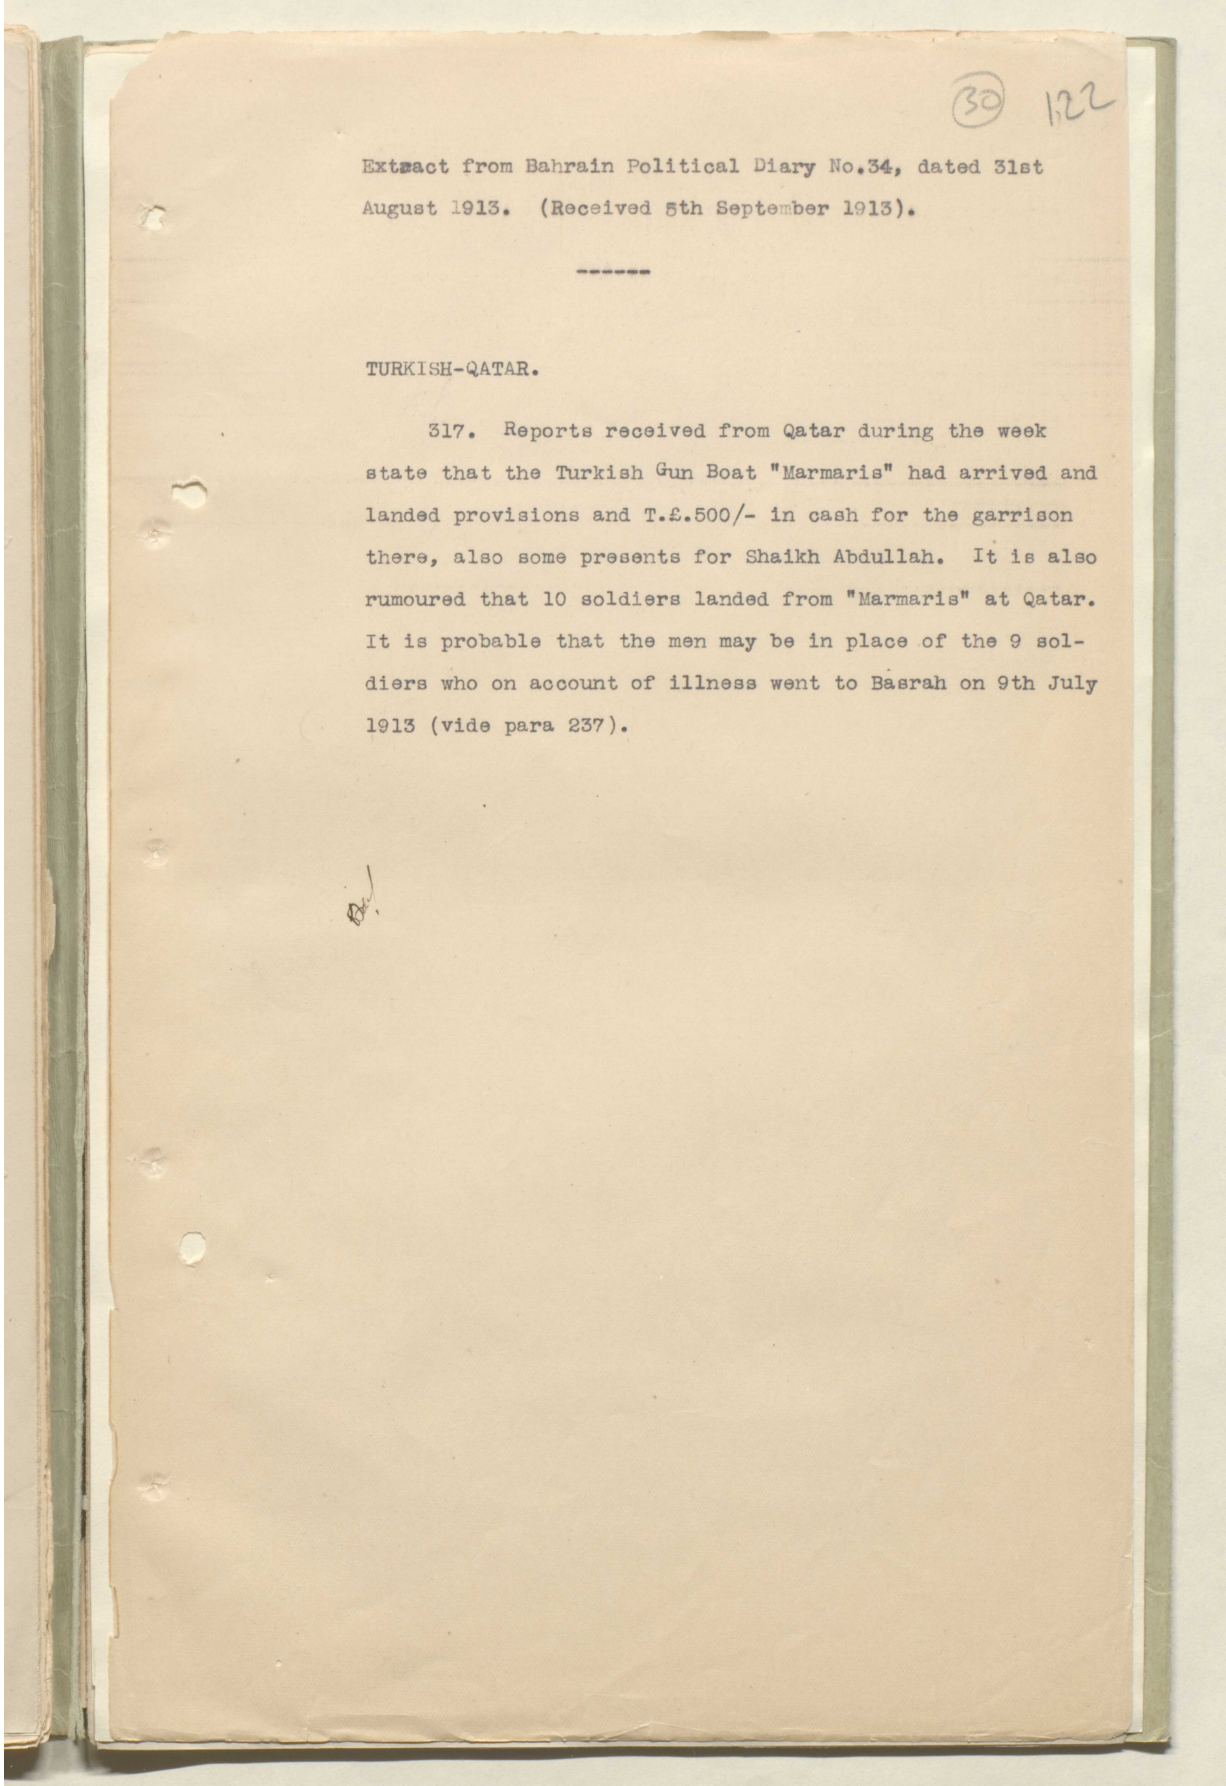 30 122
Extract from Bahrain Political Diary No.34, dated 31st
August 1913. (Received 5th September 1913).
------
TURKISH-QATAR.
317. Reports received from Qatar during the week
state that the Turkish Gun Boat "Marmaris" had arrived and
landed provisions and T.£.500/- in cash for the garrison
there, also some presents for Shaikh Abdullah. It is also
rumoured that 10 soldiers landed from "Marmaris" at Qatar.
It is probable that the men may be in place of the 9 sol-
diers who on account of illness went to Basrah on 9th July
1913 (vide para 237).